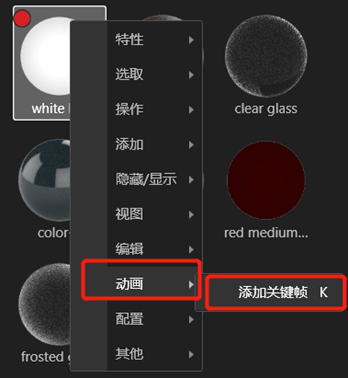 white
clear glass
color-
red medium...
frosted g
特性
选取
操作
添加
隐藏/显示
视图
编辑
动画
添加关键帧 K
配置
其他